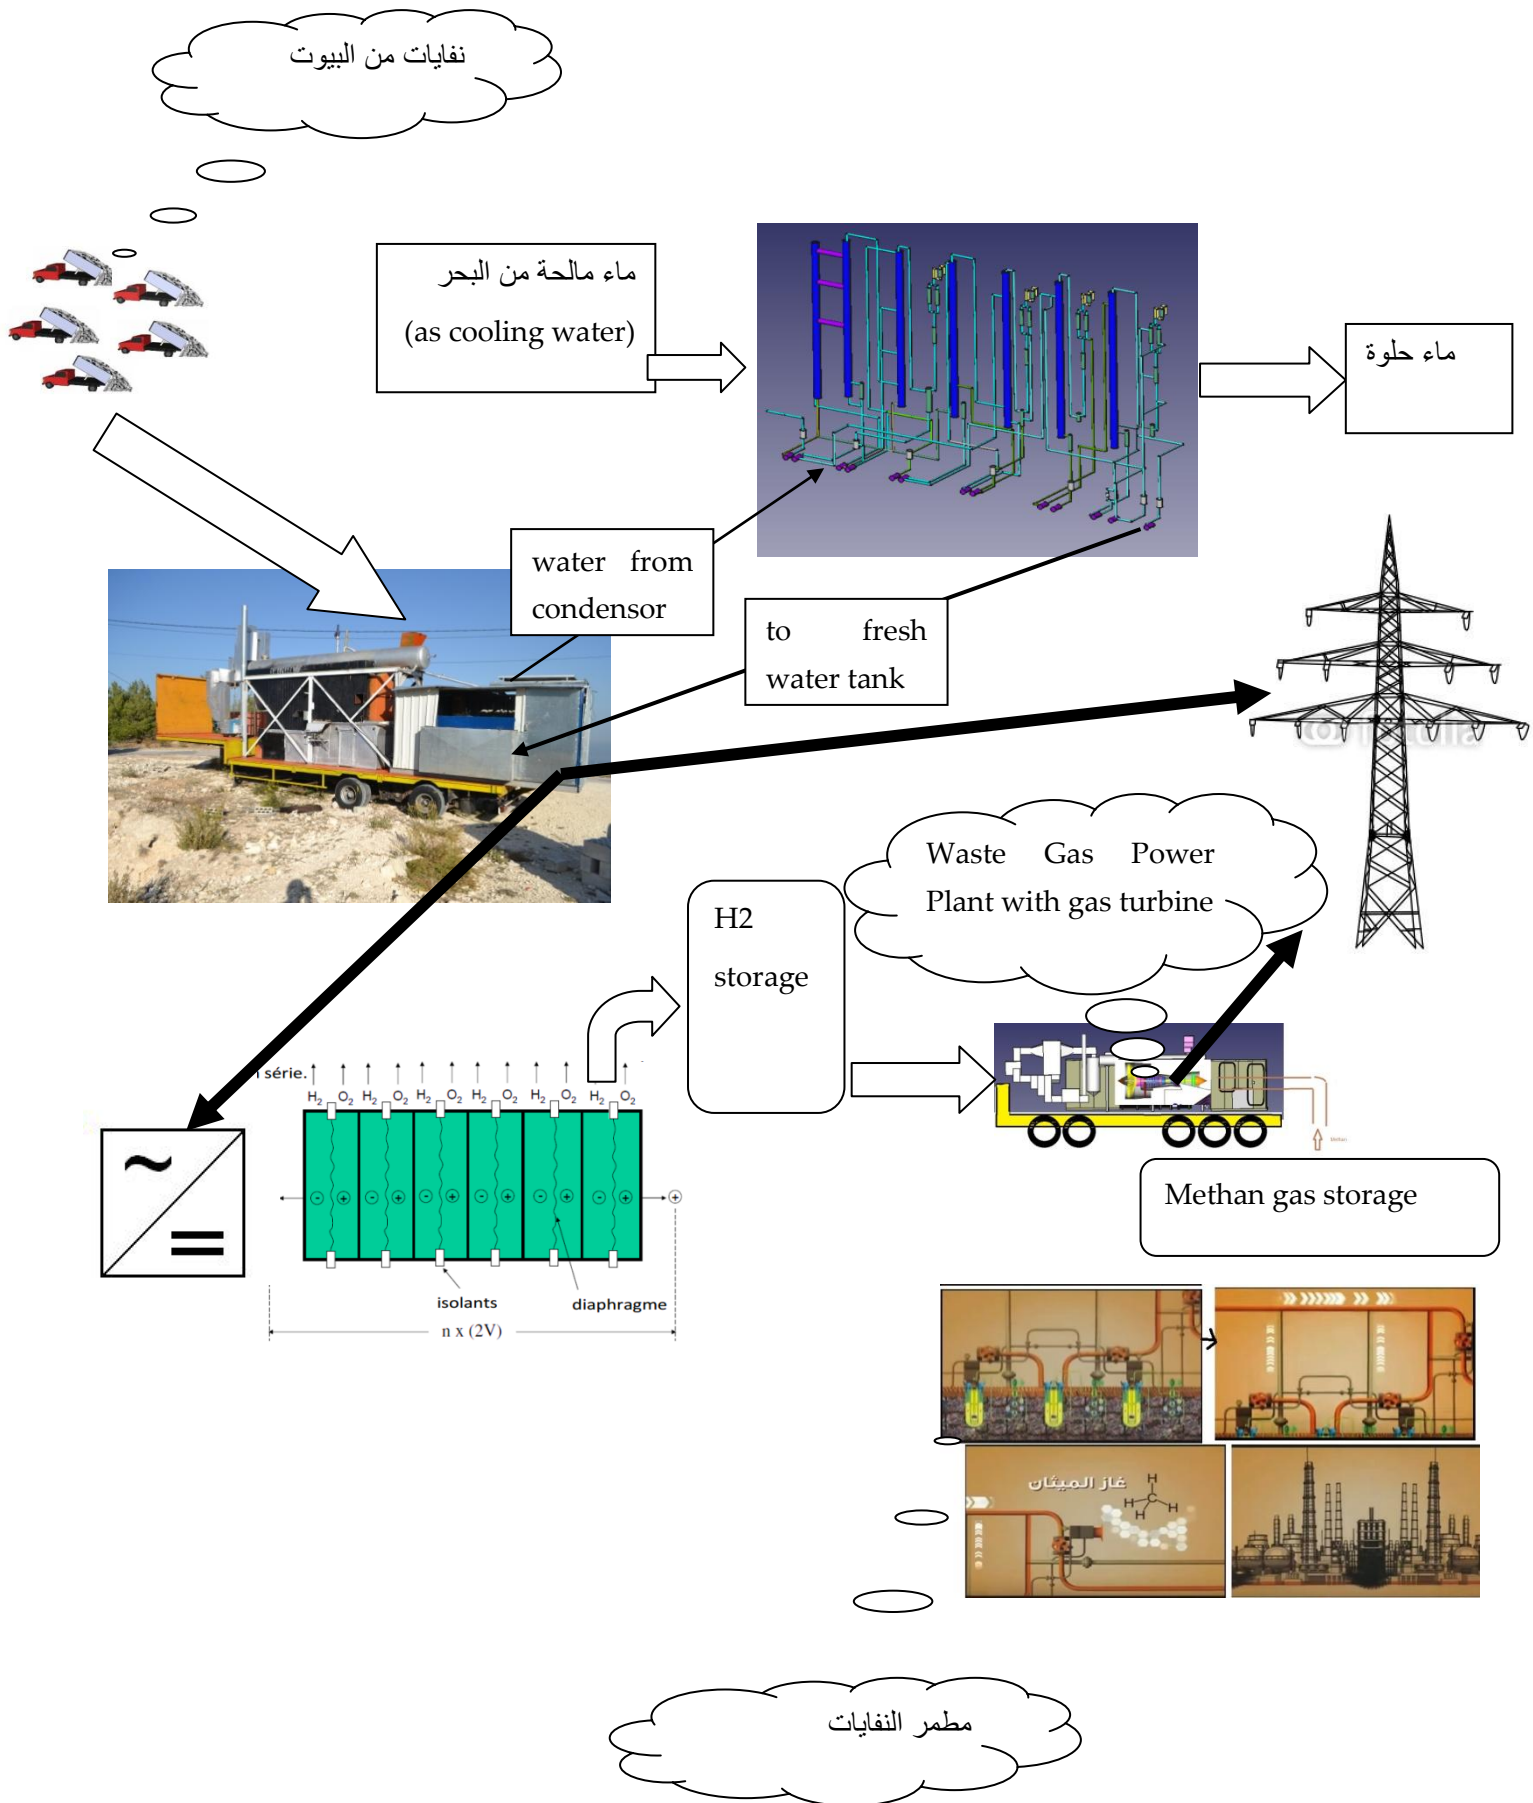 نفايات من البيوت
ماء مالحة من البحر
(as cooling water)
ماء حلوة
water from
condensor
to fresh
water tank
Waste Gas Power
Plant with gas turbine
H2
storage
série.
H2 O2 H2 O2 H2 O2 H2 O2 H2 O2 H2 O2
~
=
- + - + - + - + - + - + +
isolants
diaphragme
n x (2V)
Methan gas storage
غاز الميثان
H
H C H
H
مطمر النفايات